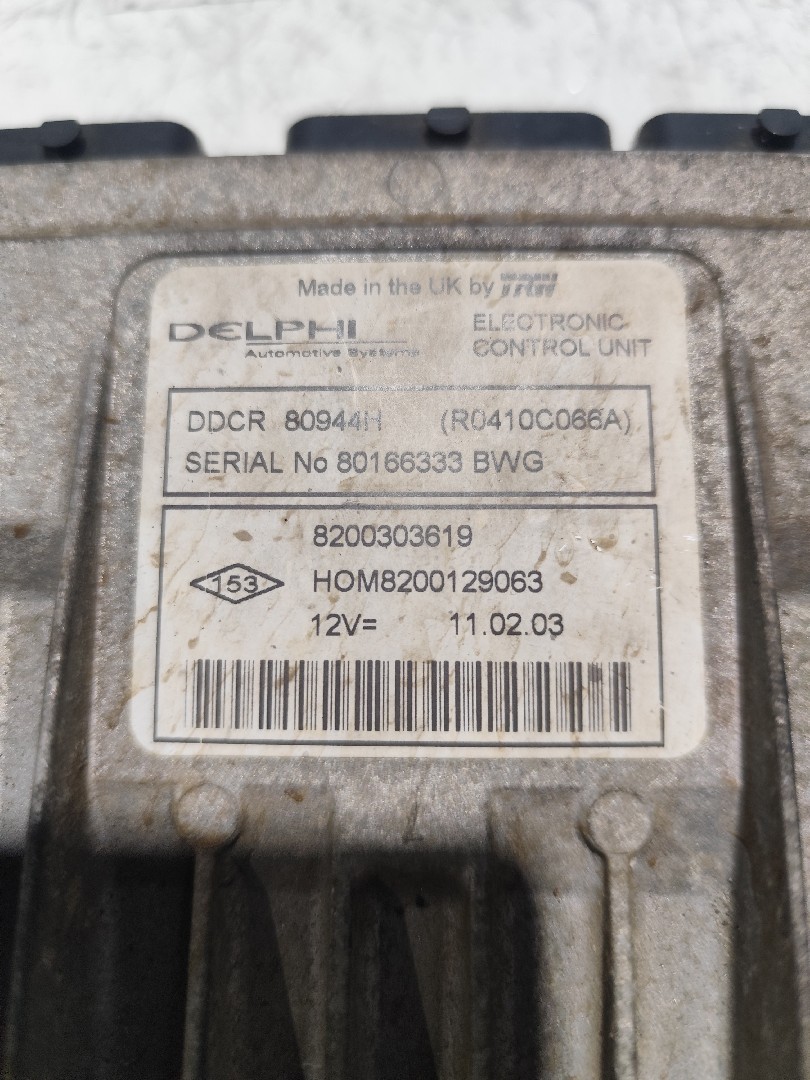 Made in the UK by TRW
DELPHI
Automotive Systems
ELECTRONIC
CONTROL UNIT
DDCR 80944H (R0410C066A)
SERIAL No 80166333 BWG
8200303619
153 HOM8200129063
12V= 11.02.03